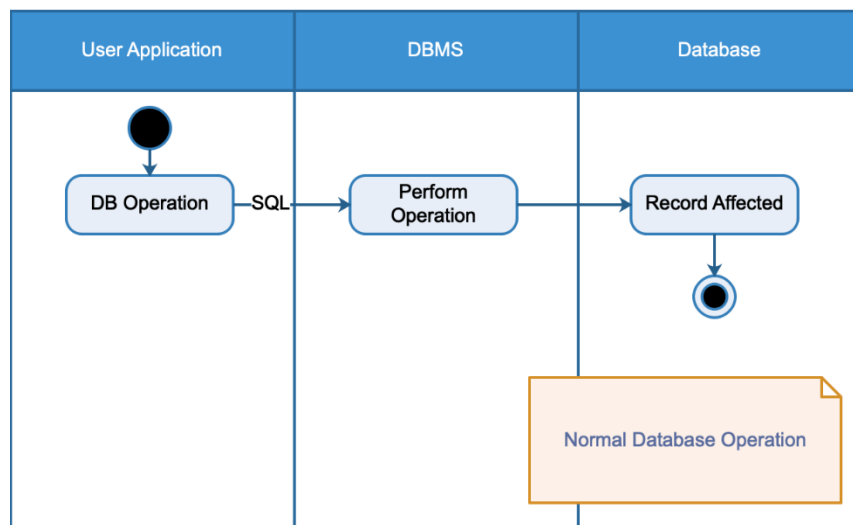 User Application
DBMS
Database
DB Operation
SQL
Perform
Operation
Record Affected
Normal Database Operation